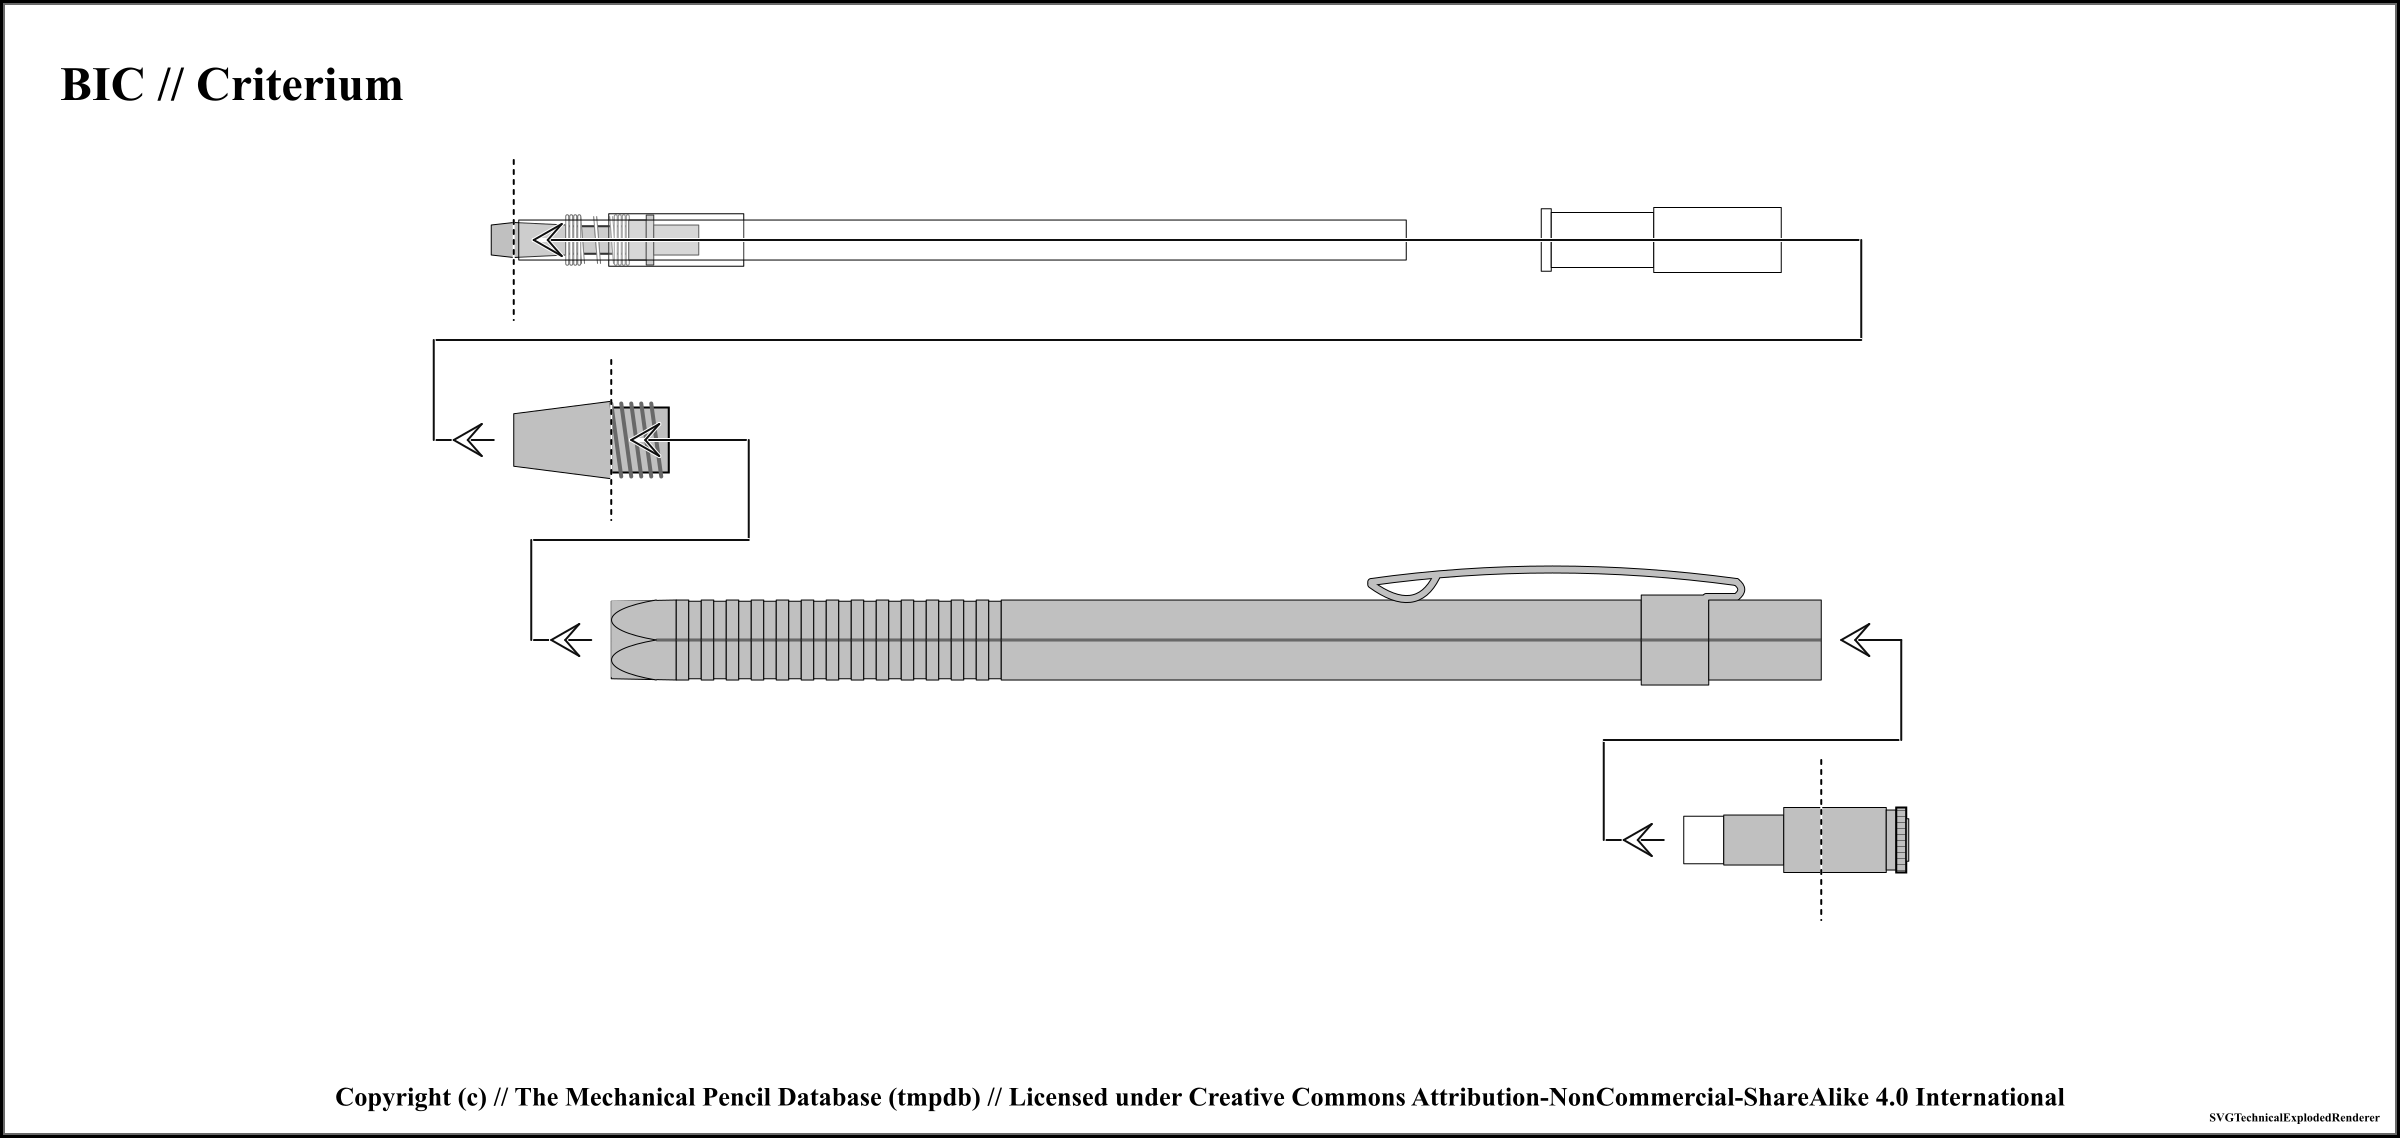 BIC // Criterium
Copyright (c) // The Mechanical Pencil Database (tmpdb) // Licensed under Creative Commons Attribution-NonCommercial-ShareAlike 4.0 International
SVGTechnicalExplodedRenderer